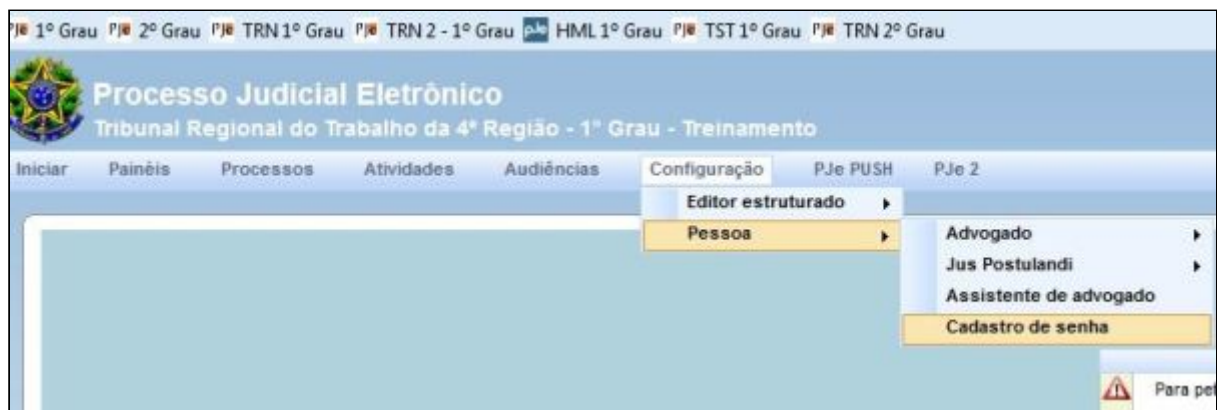 PJe 1º Grau PJe 2º Grau PJe TRN 1º Grau PJe TRN 2 - 1º Grau PJe HML 1º Grau PJe TST 1º Grau PJe TRN 2º Grau
Processo Judicial Eletrônico
Tribunal Regional do Trabalho da 4ª Região - 1º Grau - Treinamento
Iniciar Painéis Processos Atividades Audiências Configuração PJe PUSH PJe 2
Editor estruturado
Pessoa
Advogado
Jus Postulandi
Assistente de advogado
Cadastro de senha
Para pet